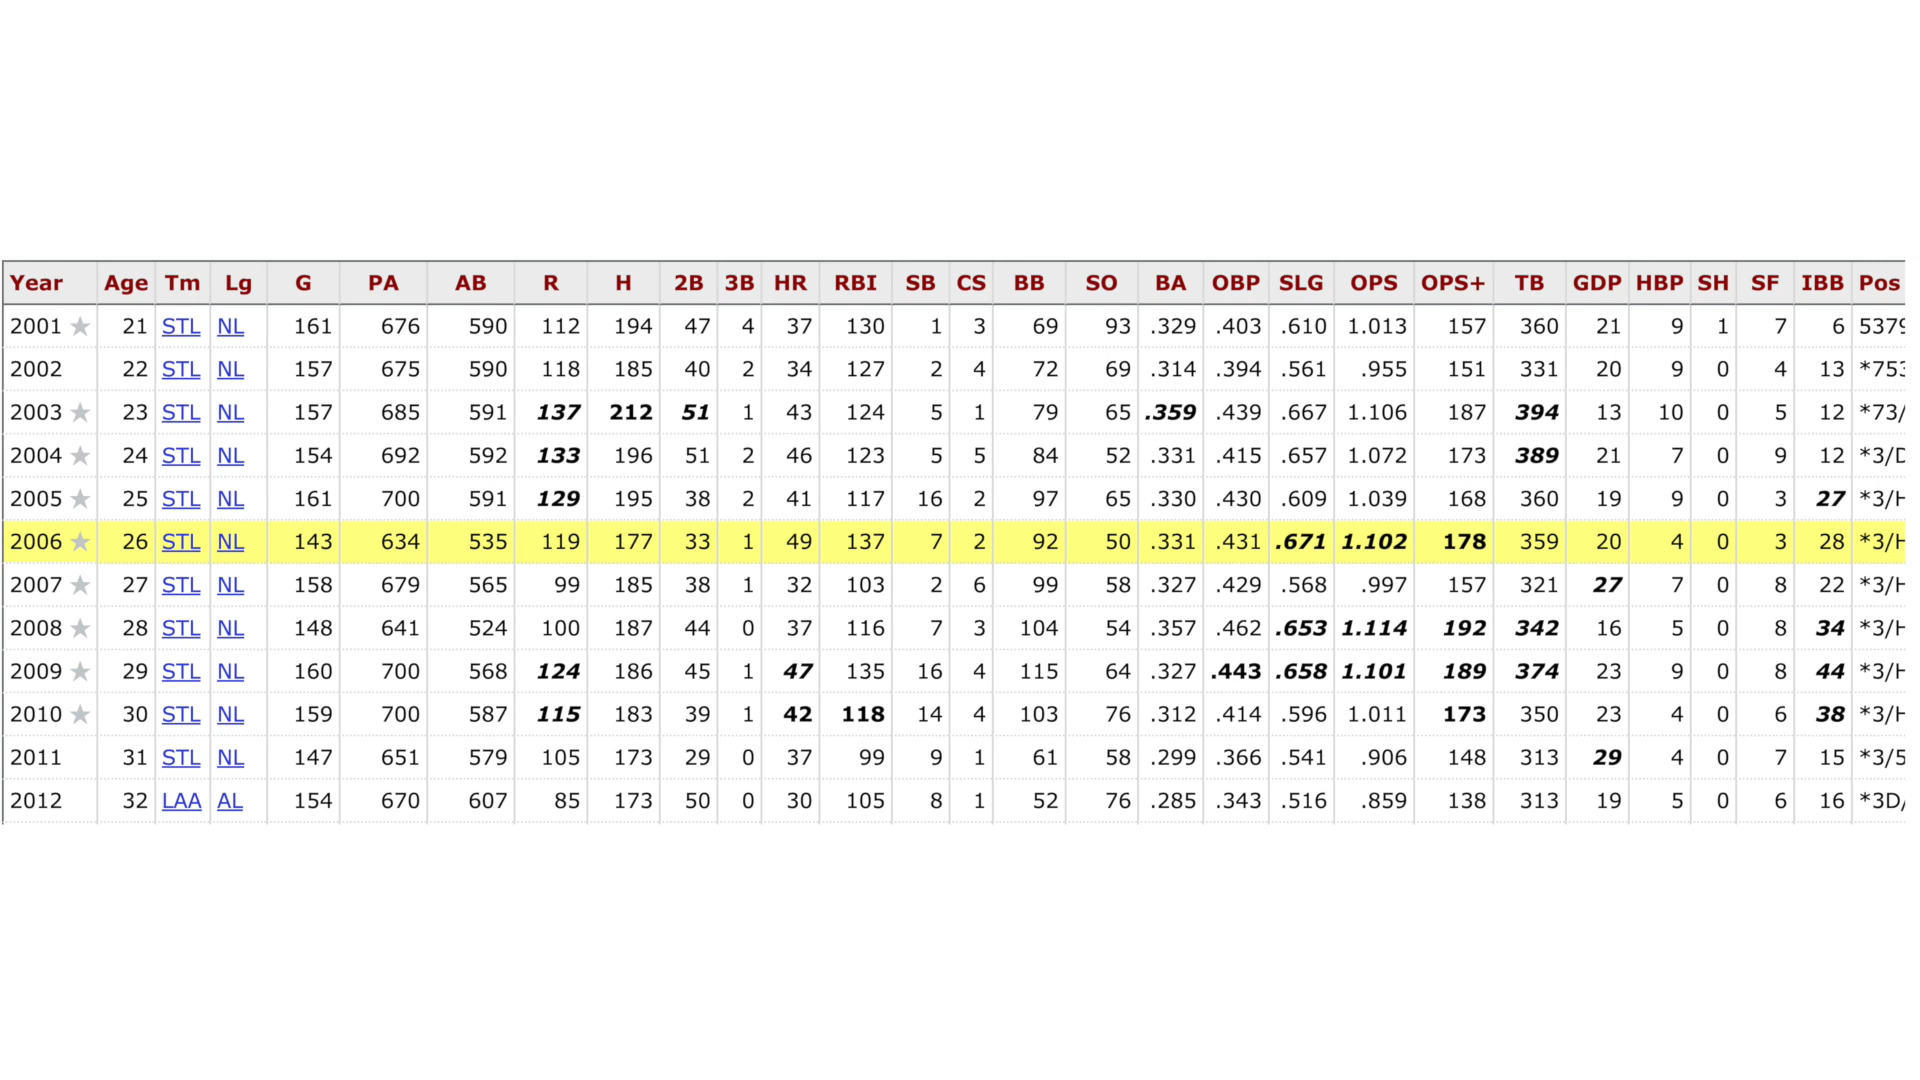 Year Age Tm Lg G PA AB R H 2B 3B HR RBI SB CS BB SO BA OBP SLG OPS OPS+ TB GDP HBP SH SF IBB Pos
2001 ★ 21 STL NL 161 676 590 112 194 47 4 37 130 1 3 69 93 .329 .403 .610 1.013 157 360 21 9 1 7 6 5379
2002 22 STL NL 157 675 590 118 185 40 2 34 127 2 4 72 69 .314 .394 .561 .955 151 331 20 9 0 4 13 *753
2003 ★ 23 STL NL 157 685 591 137 212 51 1 43 124 5 1 79 65 .359 .439 .667 1.106 187 394 13 10 0 5 12 *73/
2004 ★ 24 STL NL 154 692 592 133 196 51 2 46 123 5 5 84 52 .331 .415 .657 1.072 173 389 21 7 0 9 12 *3/D
2005 ★ 25 STL NL 161 700 591 129 195 38 2 41 117 16 2 97 65 .330 .430 .609 1.039 168 360 19 9 0 3 27 *3/H
2006 ★ 26 STL NL 143 634 535 119 177 33 1 49 137 7 2 92 50 .331 .431 .671 1.102 178 359 20 4 0 3 28 *3/H
2007 ★ 27 STL NL 158 679 565 99 185 38 1 32 103 2 6 99 58 .327 .429 .568 .997 157 321 27 7 0 8 22 *3/H
2008 ★ 28 STL NL 148 641 524 100 187 44 0 37 116 7 3 104 54 .357 .462 .653 1.114 192 342 16 5 0 8 34 *3/H
2009 ★ 29 STL NL 160 700 568 124 186 45 1 47 135 16 4 115 64 .327 .443 .658 1.101 189 374 23 9 0 8 44 *3/H
2010 ★ 30 STL NL 159 700 587 115 183 39 1 42 118 14 4 103 76 .312 .414 .596 1.011 173 350 23 4 0 6 38 *3/H
2011 31 STL NL 147 651 579 105 173 29 0 37 99 9 1 61 58 .299 .366 .541 .906 148 313 29 4 0 7 15 *3/5
2012 32 LAA AL 154 670 607 85 173 50 0 30 105 8 1 52 76 .285 .343 .516 .859 138 313 19 5 0 6 16 *3D/